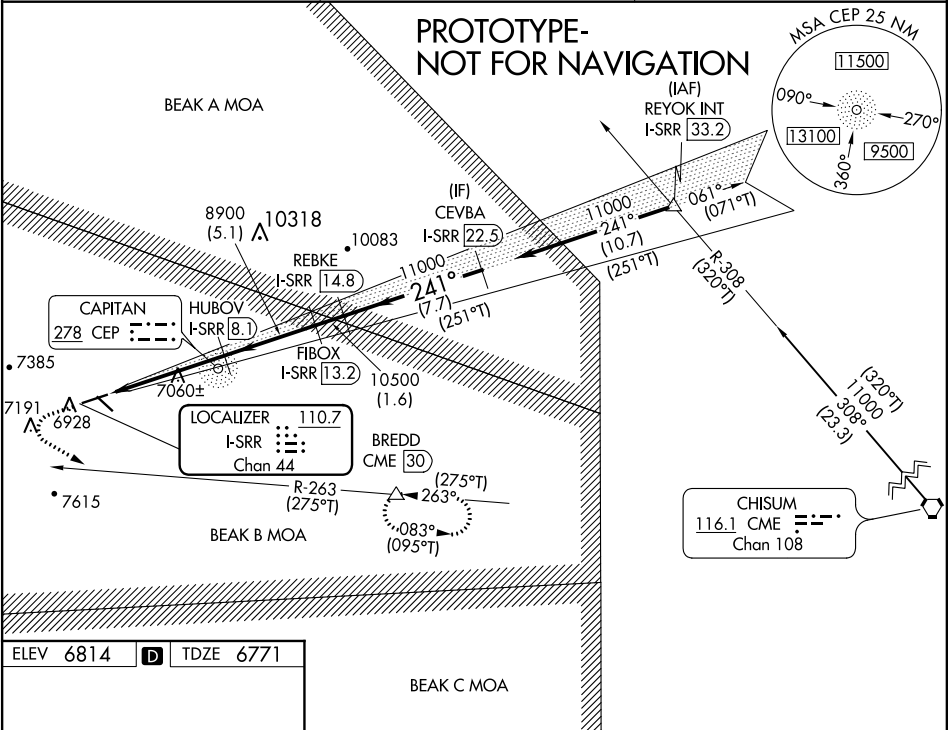 PROTOTYPE-
NOT FOR NAVIGATION
MSA CEP 25 NM
11500
090°
270°
13100
9500
360°
BEAK A MOA
(IAF)
REYOK INT
I-SRR 33.2
(IF)
CEVBA
I-SRR 22.5
11000
241°
(10.7)
(251°T)
061°
(071°T)
8900
(5.1)
10318
10083
REBKE
I-SRR 14.8
11000
241°
(7.7)
(251°T)
R-308
(320°T)
CAPITAN
278 CEP
HUBOV
I-SRR 8.1
FIBOX
I-SRR 13.2
10500
(1.6)
7385
7060±
7191
6928
(320°T)
11000
308°
(23.3)
LOCALIZER 110.7
I-SRR
Chan 44
BREDD
CME 30
(275°T)
263°
R-263
(275°T)
7615
083°
(095°T)
BEAK B MOA
CHISUM
116.1 CME
Chan 108
ELEV 6814 D TDZE 6771
BEAK C MOA